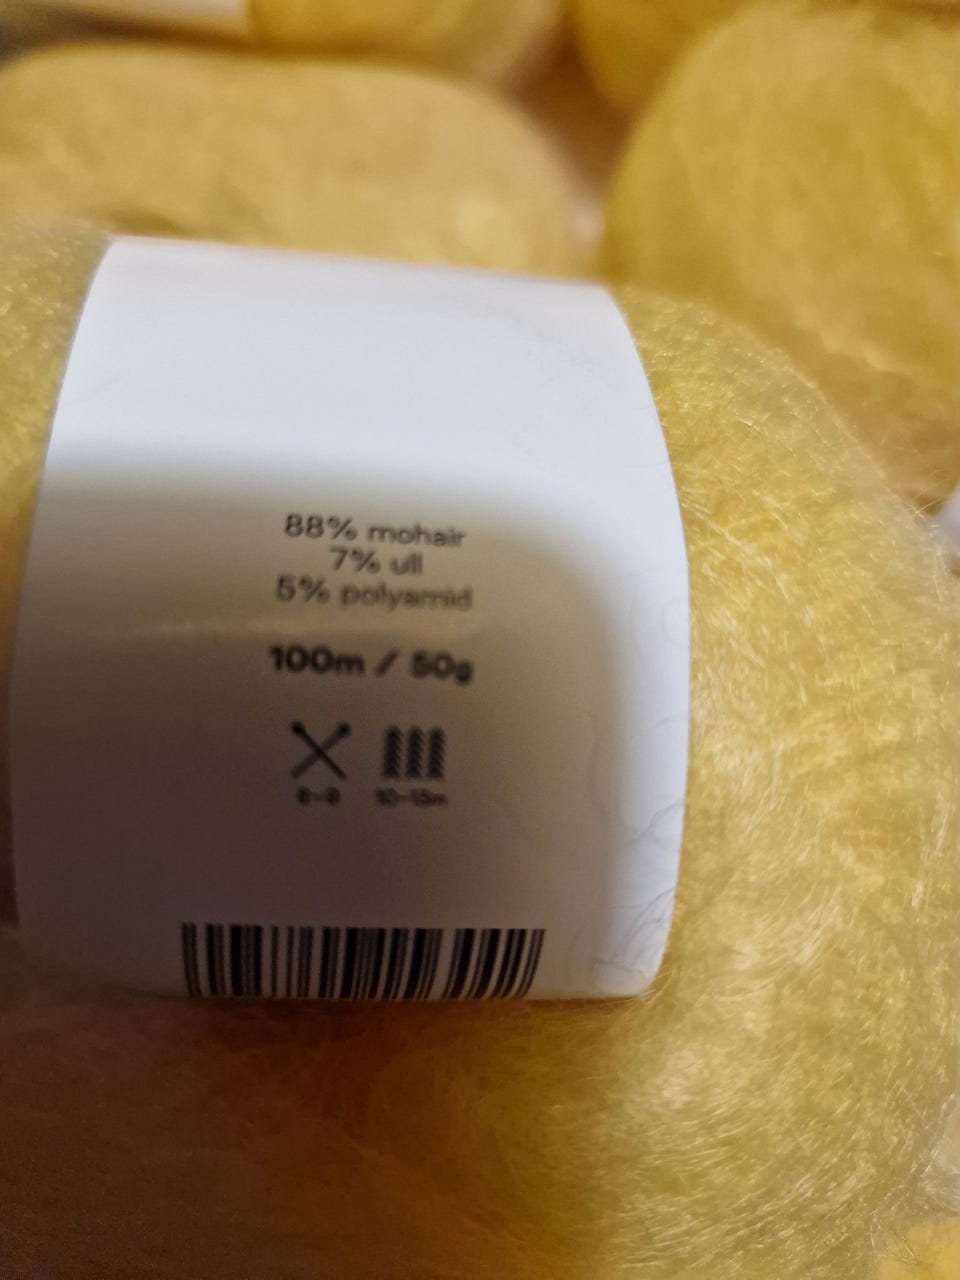 88% mohair
7% ull
5% polyamid
100m / 50g